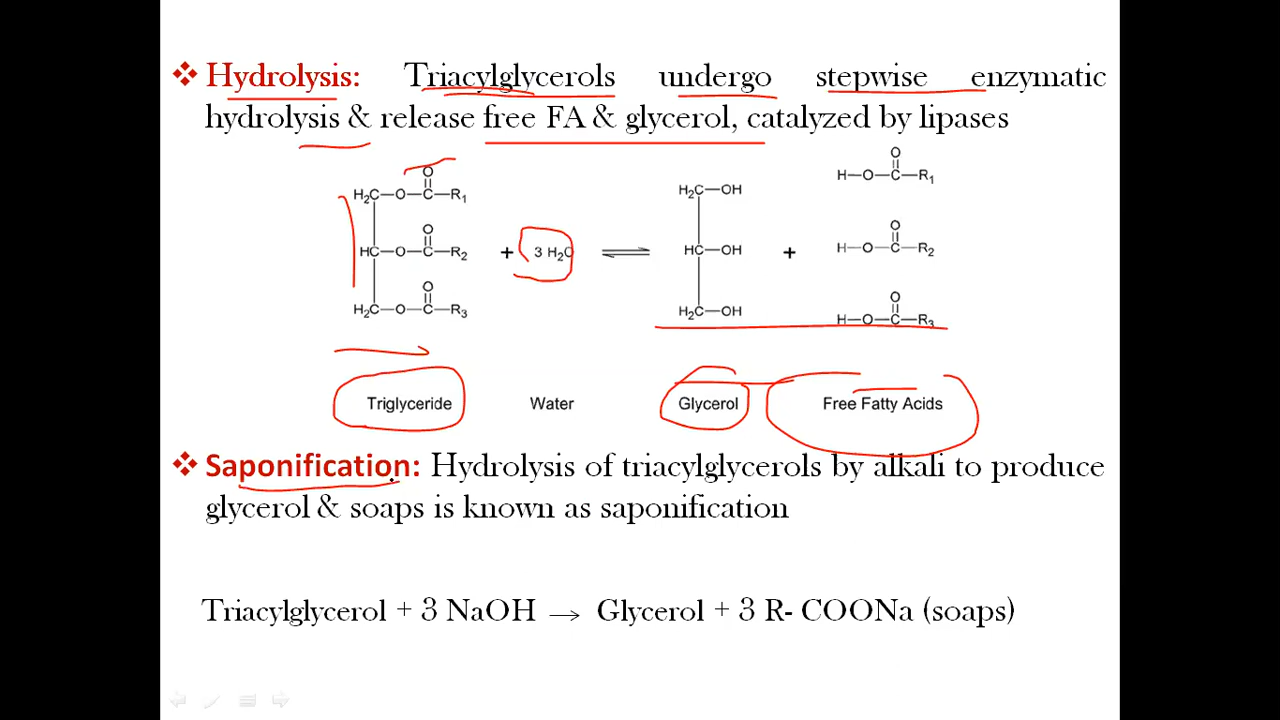 ❖ Hydrolysis: Triacylglycerols undergo stepwise enzymatic
hydrolysis & release free FA & glycerol, catalyzed by lipases
H₂C—O—C—R₁
O
HC—O—C—R₂
O
H₂C—O—C—R₃
O
+ 3 H₂O ⇌
H₂C—OH
HC—OH
H₂C—OH
+
O
H—O—C—R₁
O
H—O—C—R₂
O
H—O—C—R₃
Triglyceride Water Glycerol Free Fatty Acids
❖ Saponification: Hydrolysis of triacylglycerols by alkali to produce
glycerol & soaps is known as saponification
Triacylglycerol + 3 NaOH → Glycerol + 3 R- COONa (soaps)